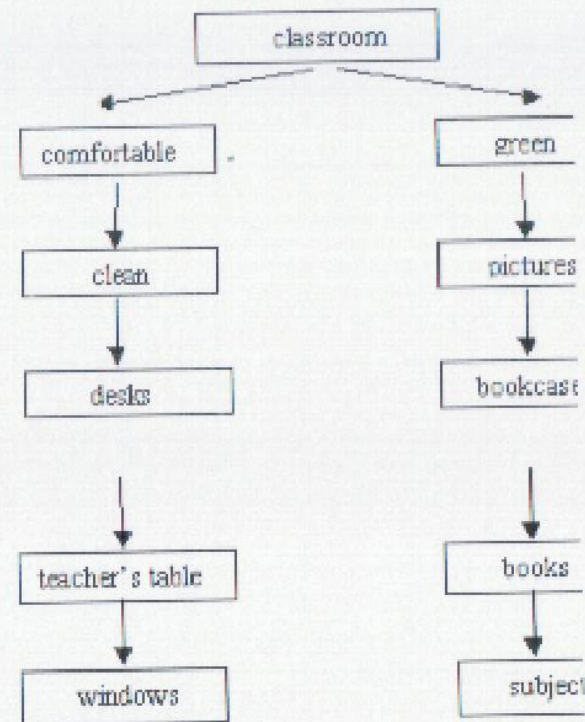 classroom
comfortable
green
clean
pictures
desks
bookcase
teacher's table
books
windows
subject